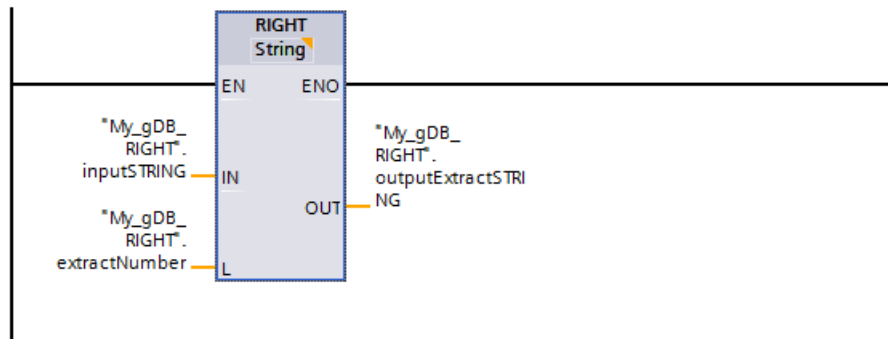 RIGHT
String
EN ENO
"My_gDB_
RIGHT".
inputSTRING
IN
"My_gDB_
RIGHT".
outputExtractSTRI
NG
OUT
"My_gDB_
RIGHT".
extractNumber
L